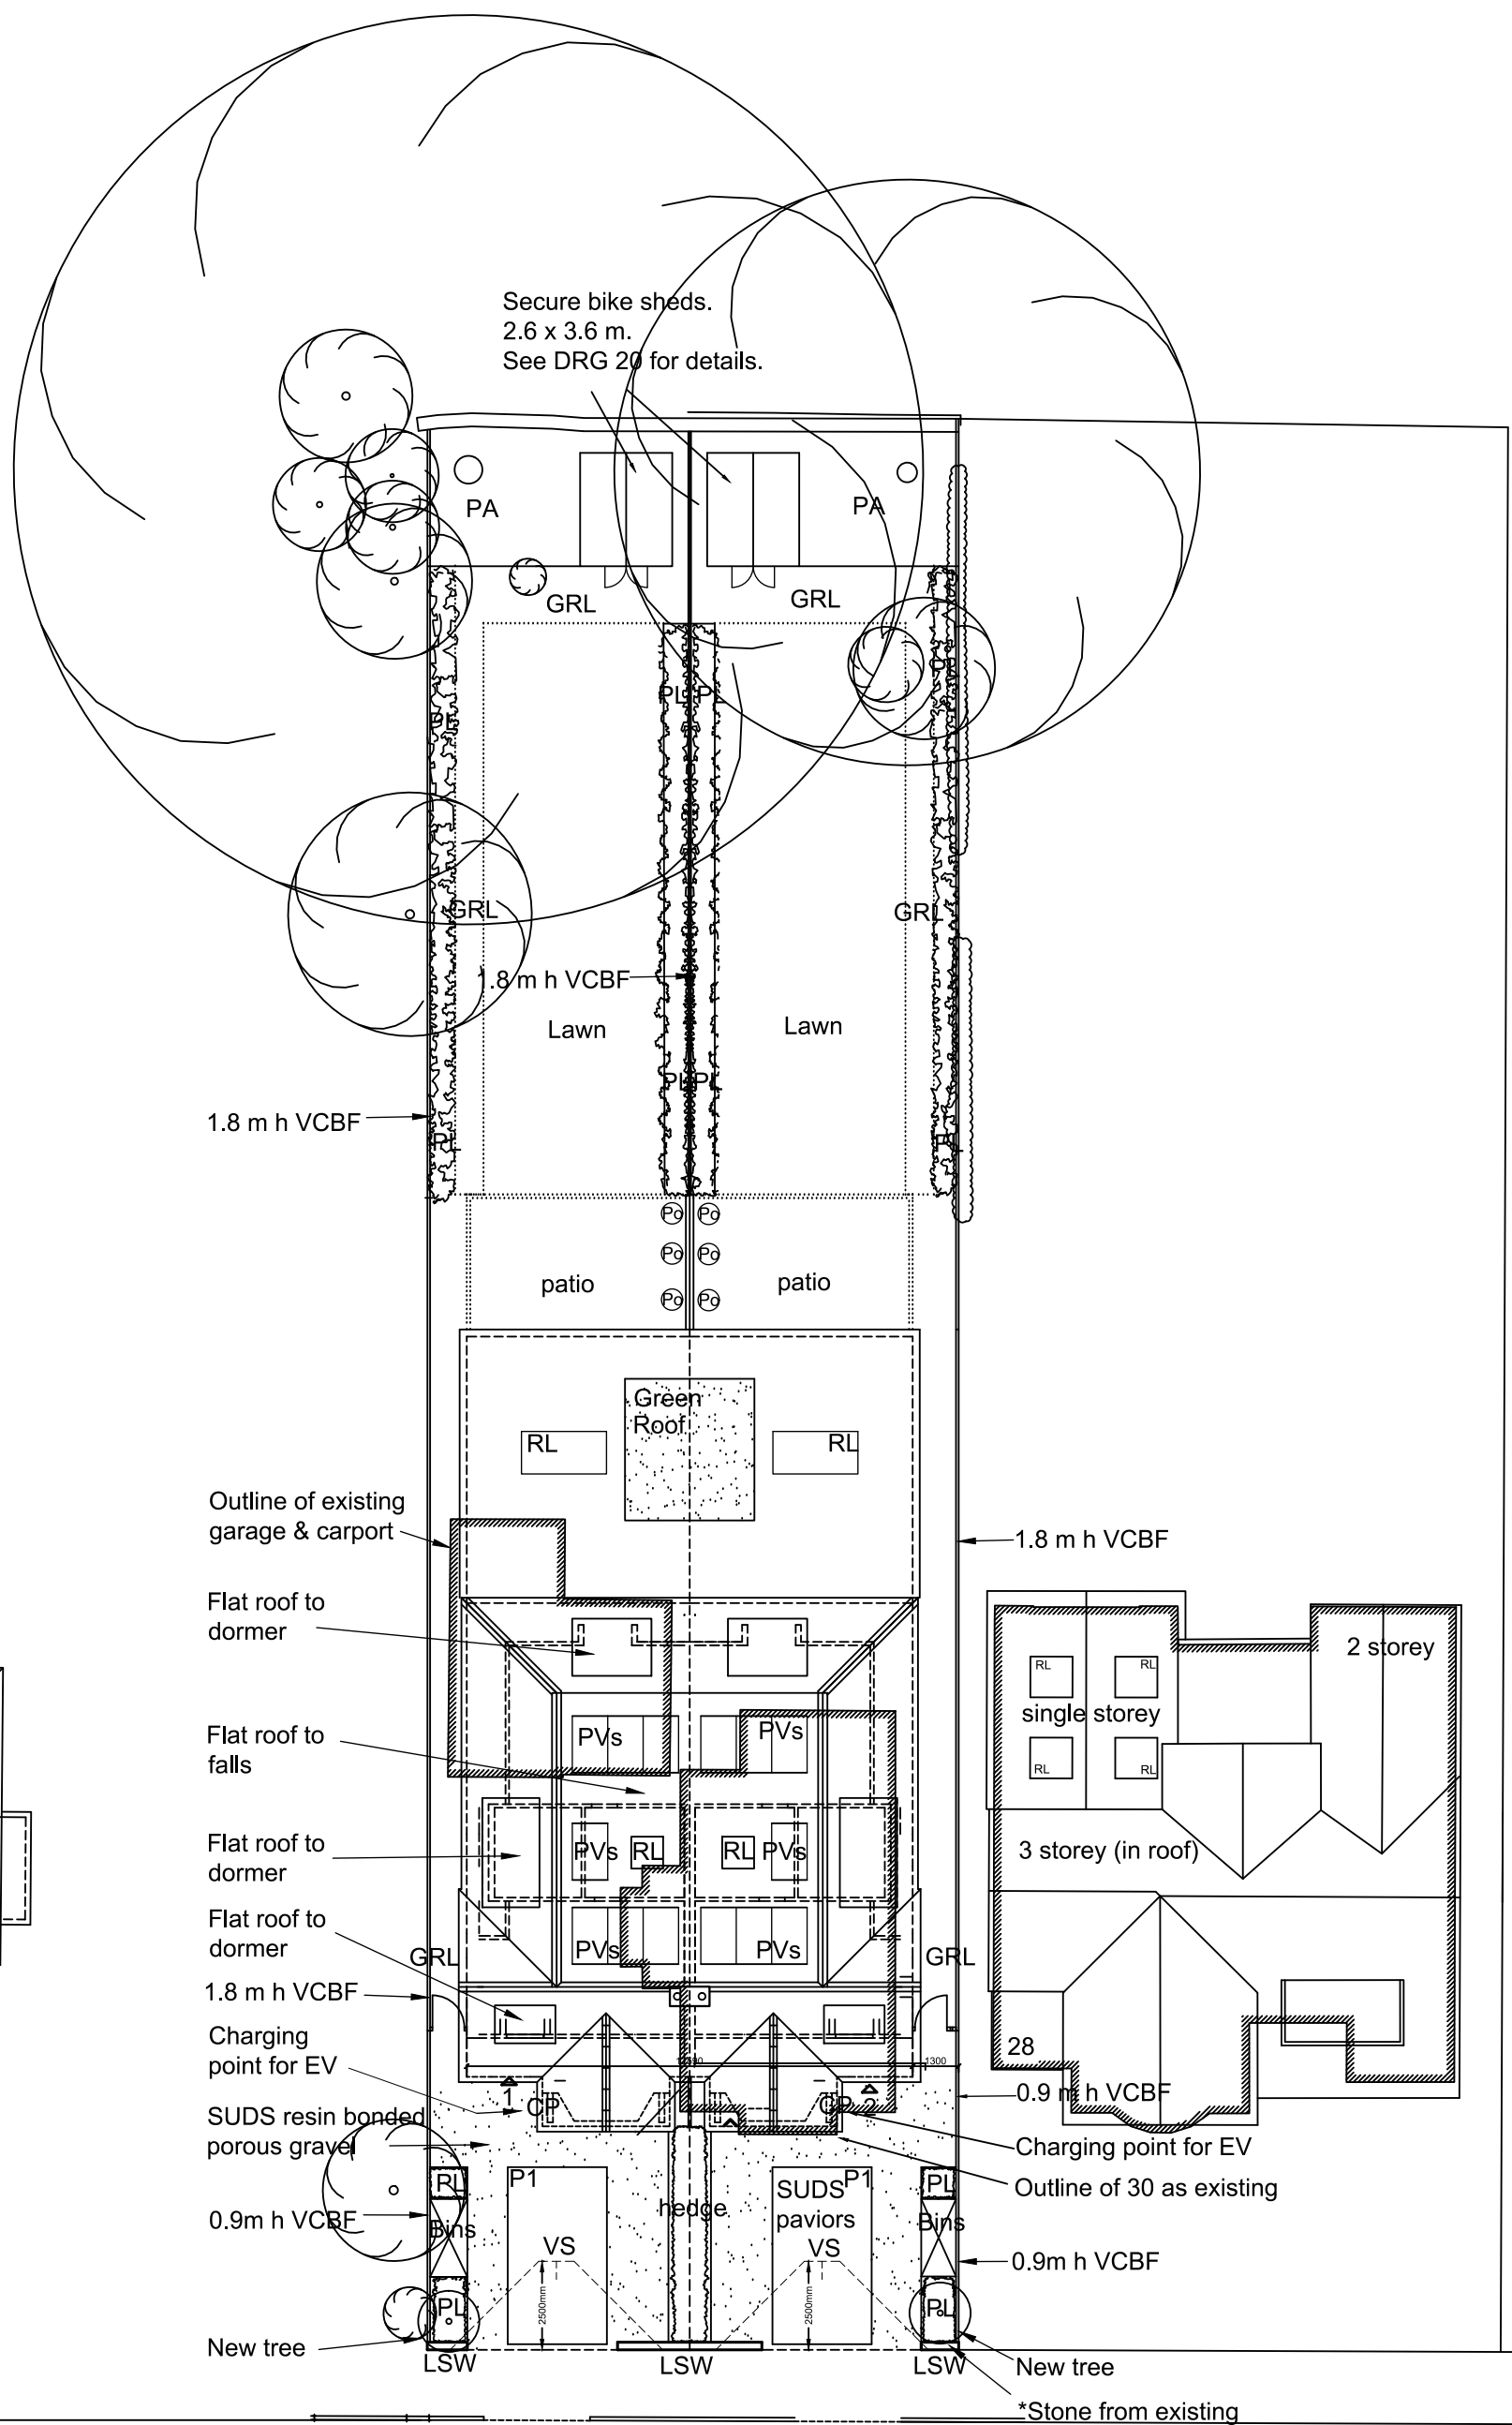 Secure bike sheds.
2.6 x 3.6 m.
See DRG 20 for details.
PA
PA
GRL
GRL
PL
PL
PL
GRL
GRL
1.8 m h VCBF
Lawn
Lawn
PL
PL
1.8 m h VCBF
PL
PL
Po
Po
Po
Po
patio
patio
Po
Po
Green
Roof
RL
RL
Outline of existing
garage & carport
1.8 m h VCBF
Flat roof to
dormer
2 storey
RL
RL
single storey
Flat roof to
falls
PVs
PVs
RL
RL
Flat roof to
dormer
PVs
RL
RL
PVs
3 storey (in roof)
Flat roof to
dormer
PVs
PVs
GRL
GRL
1.8 m h VCBF
Charging
point for EV
28
1300
1
CP
CP
2
0.9 m h VCBF
SUDS resin bonded
porous gravel
Charging point for EV
RL
P1
SUDS
paviors
P1
PL
Outline of 30 as existing
hedge
0.9m h VCBF
Bins
Bins
VS
VS
0.9m h VCBF
2500mm
2500mm
PL
PL
New tree
LSW
LSW
LSW
New tree
*Stone from existing